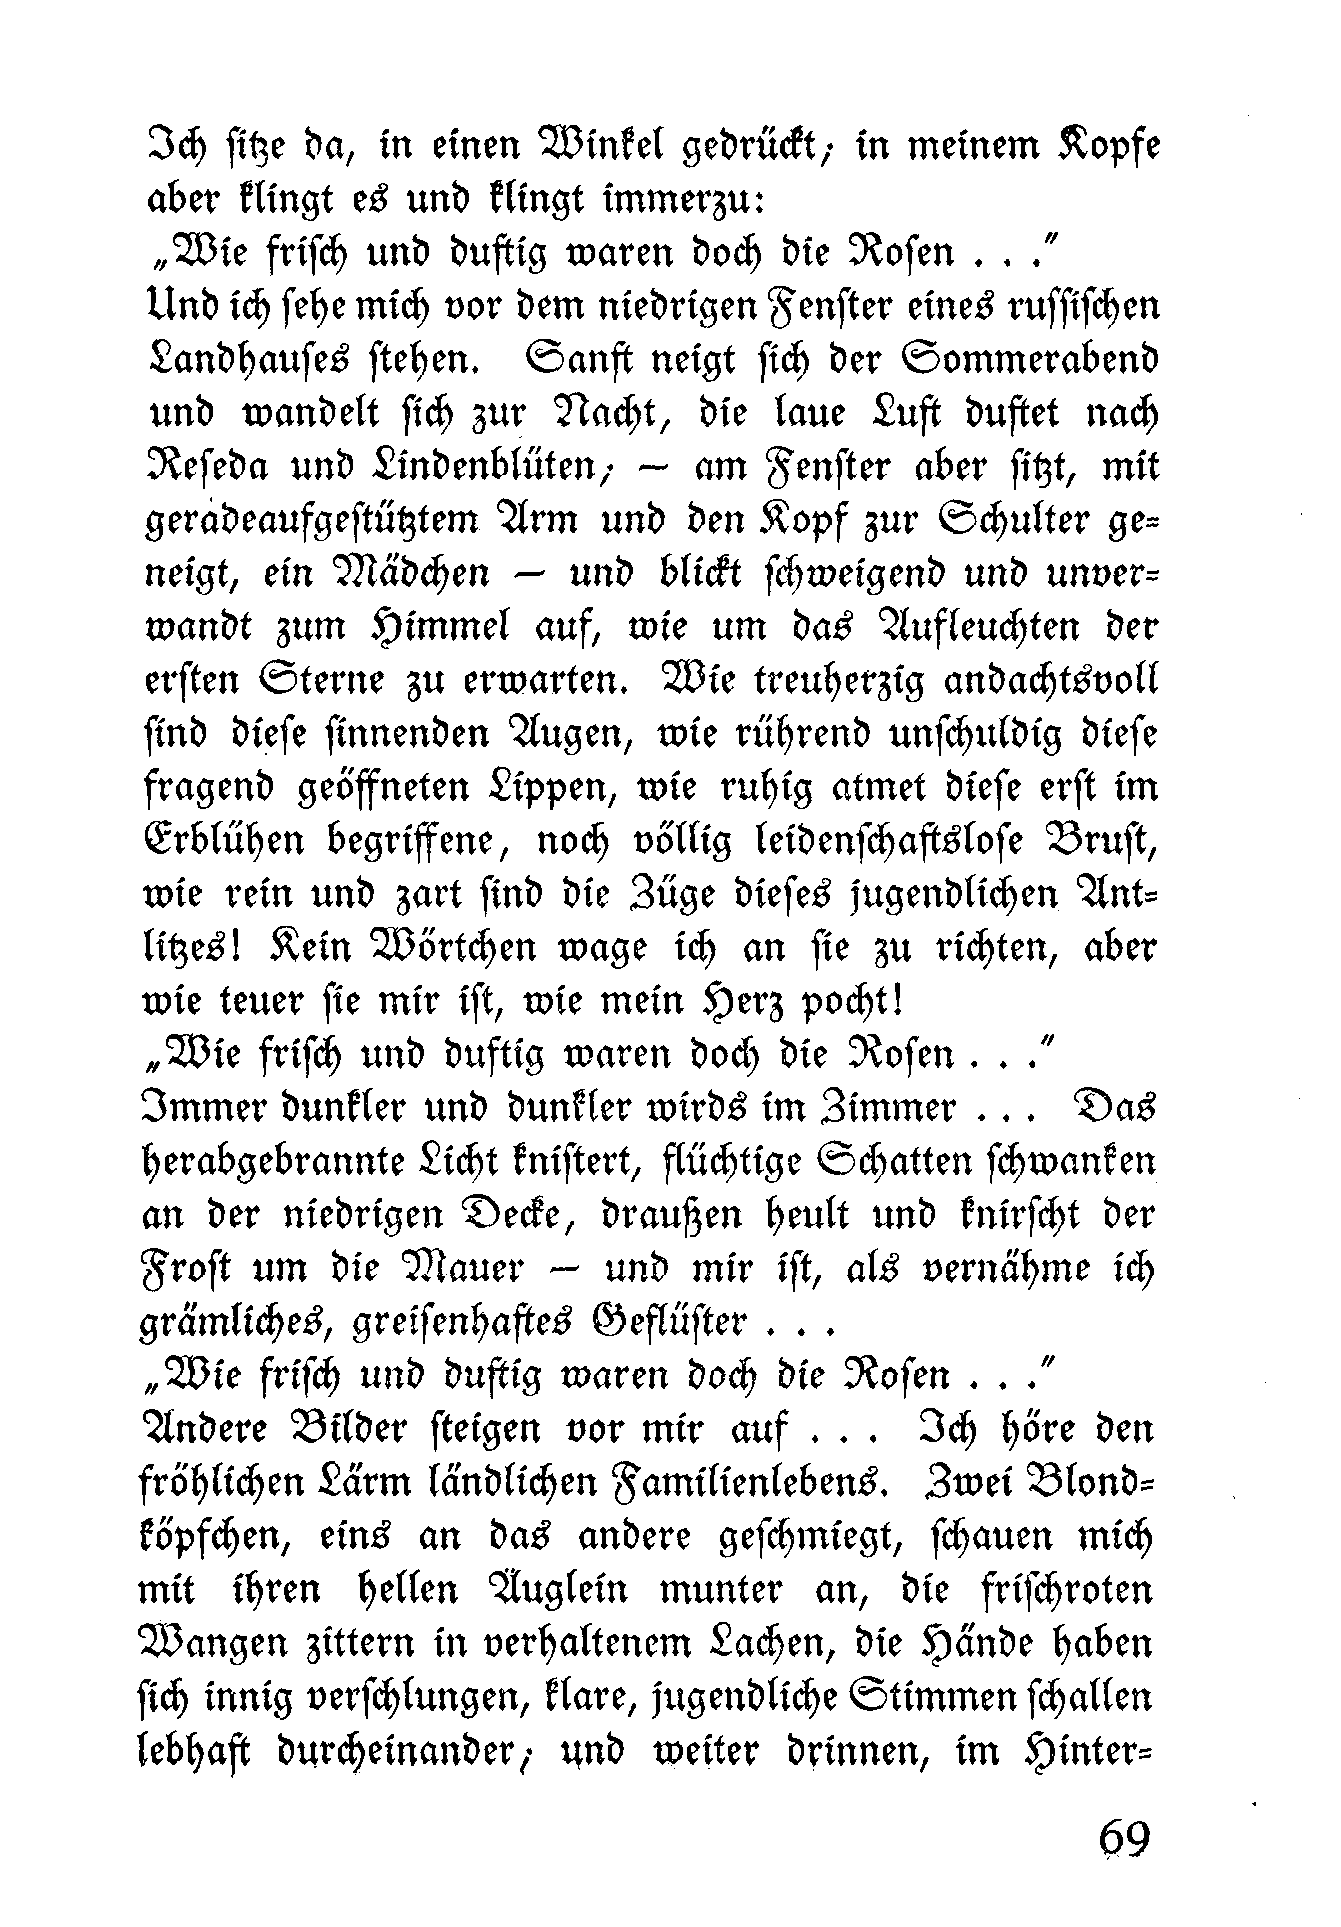 Ich sitze da, in einen Winkel gedrückt; in meinem Kopfe
aber klingt es und klingt immerzu:
„Wie frisch und duftig waren doch die Rosen . . .“
Und ich sehe mich vor dem niedrigen Fenster eines russischen
Landhauses stehen. Sanft neigt sich der Sommerabend
und wandelt sich zur Nacht, die laue Luft duftet nach
Reseda und Lindenblüten; — am Fenster aber sitzt, mit
geradeaufgestütztem Arm und den Kopf zur Schulter ge-
neigt, ein Mädchen — und blickt schweigend und unver-
wandt zum Himmel auf, wie um das Aufleuchten der
ersten Sterne zu erwarten. Wie treuherzig andachtsvoll
sind diese sinnenden Augen, wie rührend unschuldig diese
fragend geöffneten Lippen, wie ruhig atmet diese erst im
Erblühen begriffene, noch völlig leidenschaftslose Brust,
wie rein und zart sind die Züge dieses jugendlichen Ant-
litzes! Kein Wörtchen wage ich an sie zu richten, aber
wie teuer sie mir ist, wie mein Herz pocht!
„Wie frisch und duftig waren doch die Rosen . . .“
Immer dunkler und dunkler wirds im Zimmer . . . Das
herabgebrannte Licht knistert, flüchtige Schatten schwanken
an der niedrigen Decke, draußen heult und knirscht der
Frost um die Mauer — und mir ist, als vernähme ich
grämliches, greisenhaftes Geflüster . . .
„Wie frisch und duftig waren doch die Rosen . . .“
Andere Bilder steigen vor mir auf . . . Ich höre den
fröhlichen Lärm ländlichen Familienlebens. Zwei Blond-
köpfchen, eins an das andere geschmiegt, schauen mich
mit ihren hellen Äuglein munter an, die frischroten
Wangen zittern in verhaltenem Lachen, die Hände haben
sich innig verschlungen, klare, jugendliche Stimmen schallen
lebhaft durcheinander; und weiter drinnen, im Hinter-
69